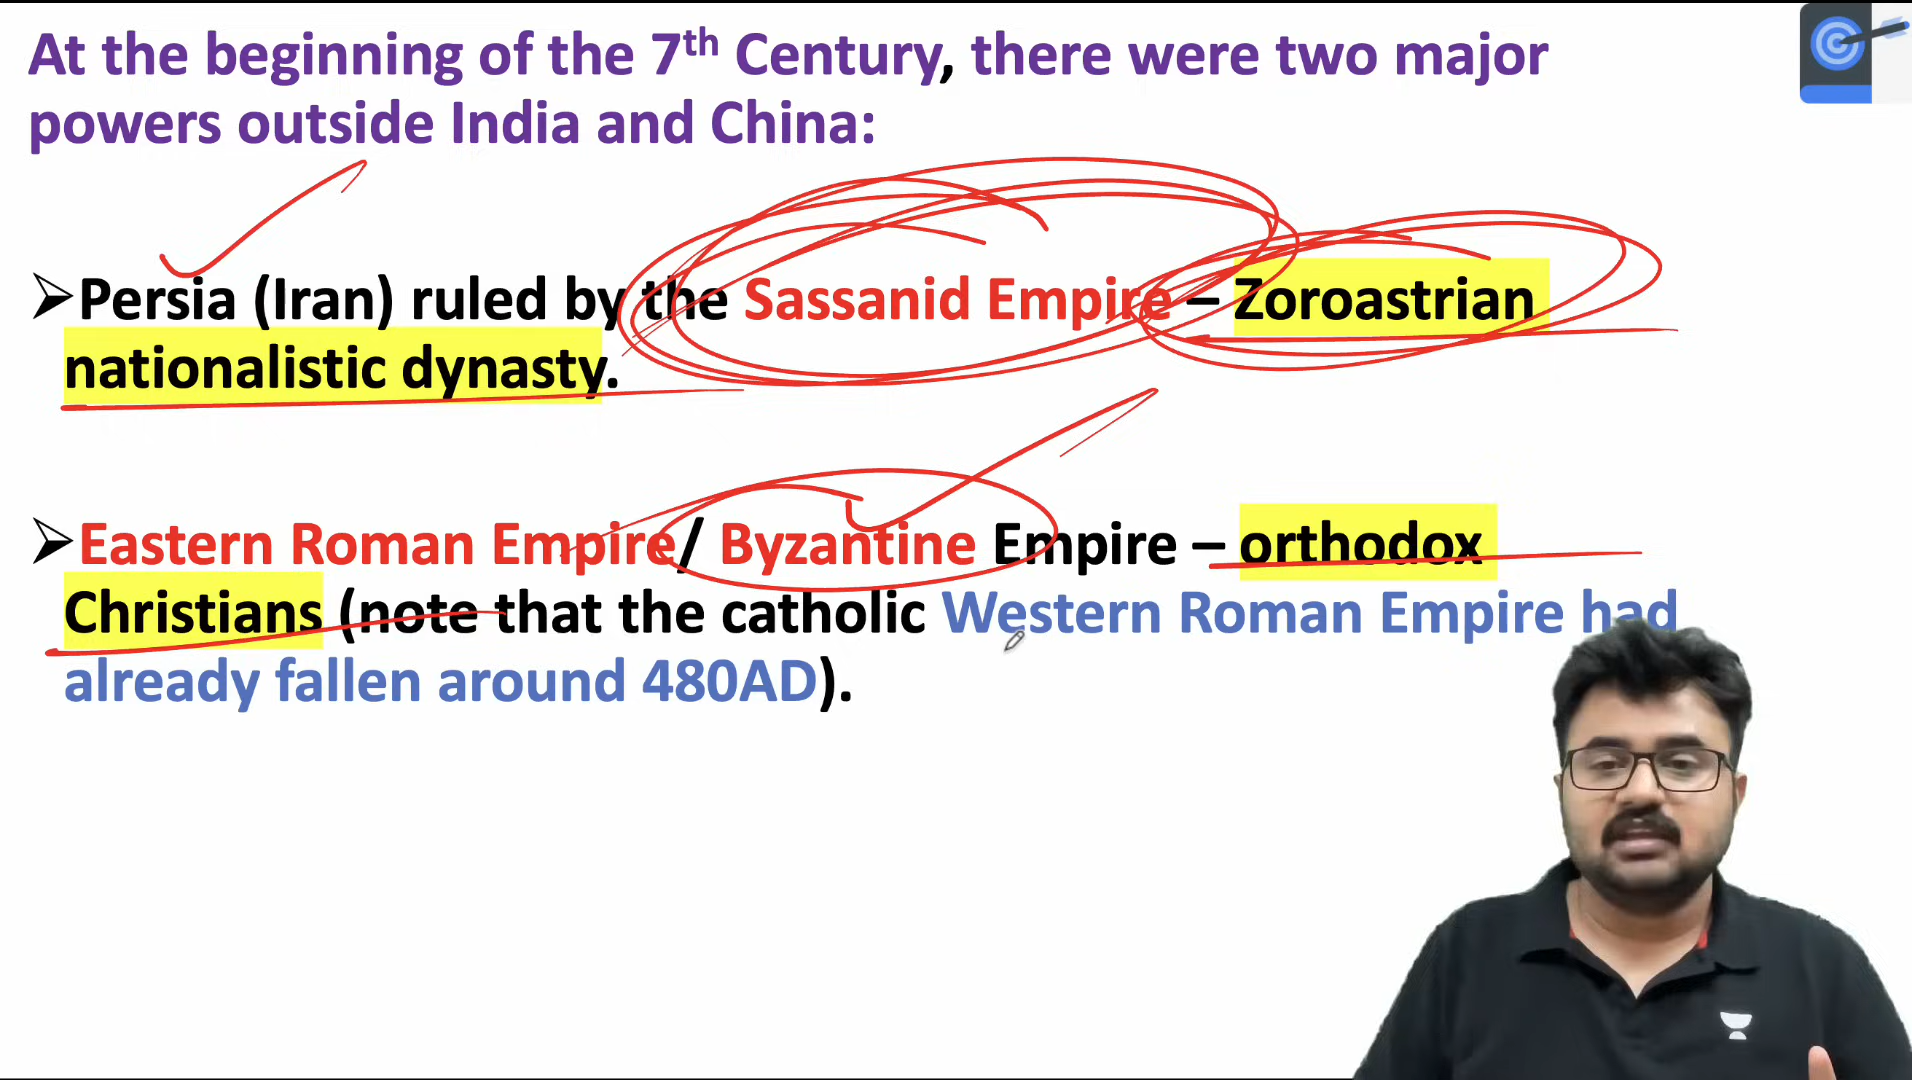 At the beginning of the 7th Century, there were two major
powers outside India and China:
➢Persia (Iran) ruled by the Sassanid Empire – Zoroastrian
nationalistic dynasty.
➢Eastern Roman Empire/ Byzantine Empire – orthodox
Christians (note that the catholic Western Roman Empire had
already fallen around 480AD).